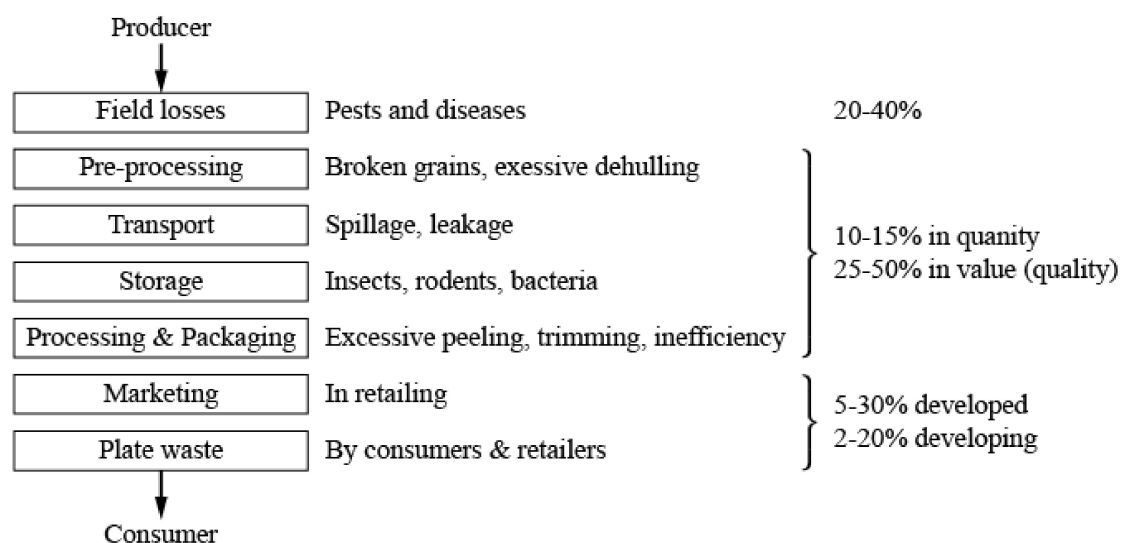 Producer
Field losses Pests and diseases 20-40%
Pre-processing Broken grains, exessive dehulling
Transport Spillage, leakage
10-15% in quanity
25-50% in value (quality)
Storage Insects, rodents, bacteria
Processing & Packaging Excessive peeling, trimming, inefficiency
Marketing In retailing
5-30% developed
2-20% developing
Plate waste By consumers & retailers
Consumer